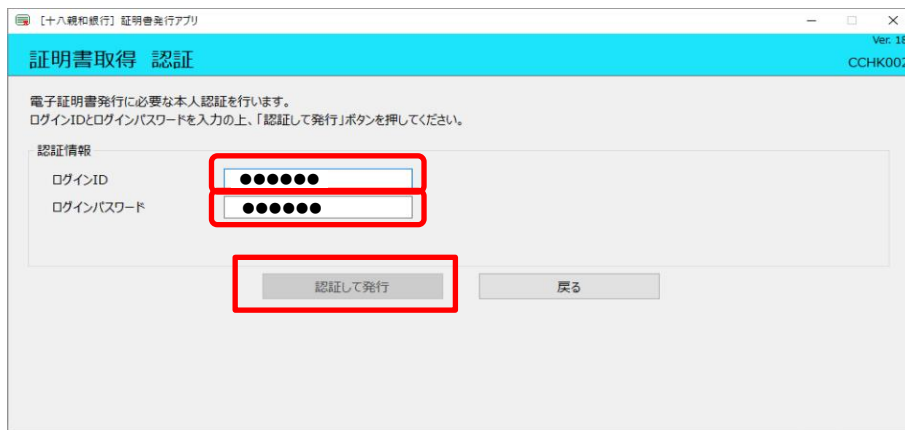 [十八親和銀行] 証明書発行アプリ
Ver. 18
証明書取得 認証
CCHK002
電子証明書発行に必要な本人認証を行います。
ログインIDとログインパスワードを入力の上、「認証して発行」ボタンを押してください。
認証情報
ログインID
●●●●●●
ログインパスワード
●●●●●●
認証して発行
戻る